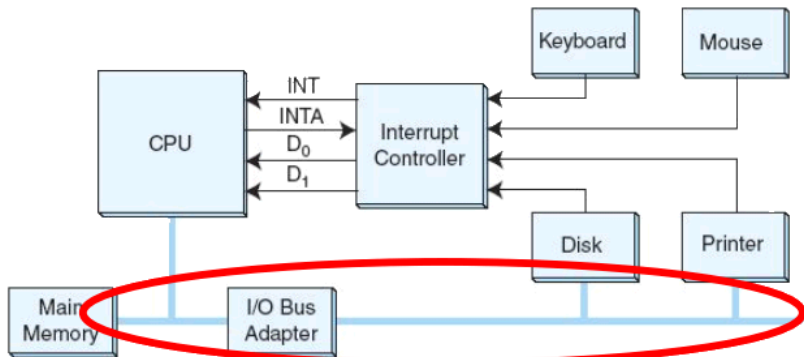 Keyboard
Mouse
INT
INTA
CPU
Interrupt
Controller
D0
D1
Disk
Printer
Main
Memory
I/O Bus
Adapter